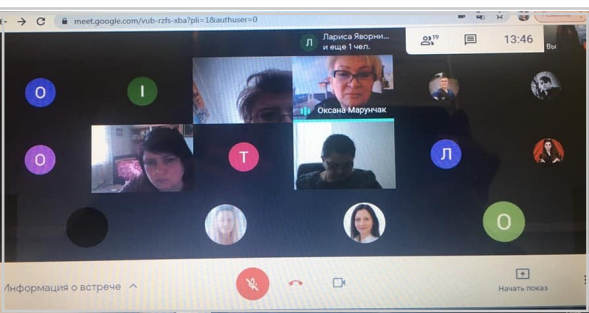 meet.google.com/vub-rzfs-xba?pli=1&authuser=0
Л
Лариса Яворни...
и еще 1 чел.
19
13:46
Вы
О
І
Оксана Марунчак
О
Т
Л
О
Информация о встрече
Начать показ